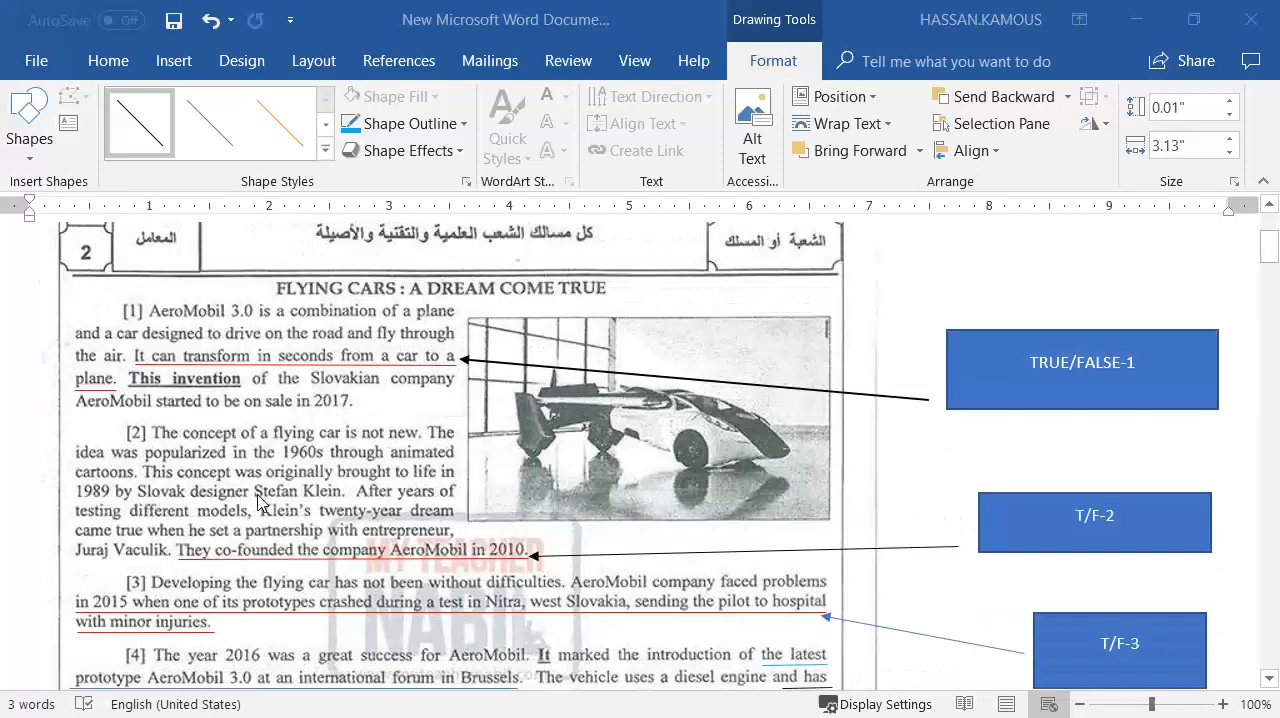 AutoSave Off
New Microsoft Word Docume...
Drawing Tools
HASSAN.KAMOUS
File Home Insert Design Layout References Mailings Review View Help Format Tell me what you want to do Share
Shapes
Insert Shapes
Shape Fill
Shape Outline
Shape Effects
Shape Styles
Quick Styles
WordArt St...
Text Direction
Align Text
Create Link
Text
Alt Text
Accessi...
Position
Wrap Text
Bring Forward
Send Backward
Selection Pane
Align
Arrange
0.01"
3.13"
Size
1 2 3 4 5 6 7 8 9
الشعبة أو المسلك
كل مسالك الشعب العلمية والتقنية والأصيلة
المعامل
2
FLYING CARS : A DREAM COME TRUE
[1] AeroMobil 3.0 is a combination of a plane
and a car designed to drive on the road and fly through
the air. It can transform in seconds from a car to a
plane. This invention of the Slovakian company
AeroMobil started to be on sale in 2017.
[2] The concept of a flying car is not new. The
idea was popularized in the 1960s through animated
cartoons. This concept was originally brought to life in
1989 by Slovak designer Stefan Klein. After years of
testing different models, Klein's twenty-year dream
came true when he set a partnership with entrepreneur,
Juraj Vaculik. They co-founded the company AeroMobil in 2010.
[3] Developing the flying car has not been without difficulties. AeroMobil company faced problems
in 2015 when one of its prototypes crashed during a test in Nitra, west Slovakia, sending the pilot to hospital
with minor injuries.
[4] The year 2016 was a great success for AeroMobil. It marked the introduction of the latest
prototype AeroMobil 3.0 at an international forum in Brussels. The vehicle uses a diesel engine and has
MY TEACHER
NABIL
TRUE/FALSE-1
T/F-2
T/F-3
3 words
English (United States)
Display Settings
100%